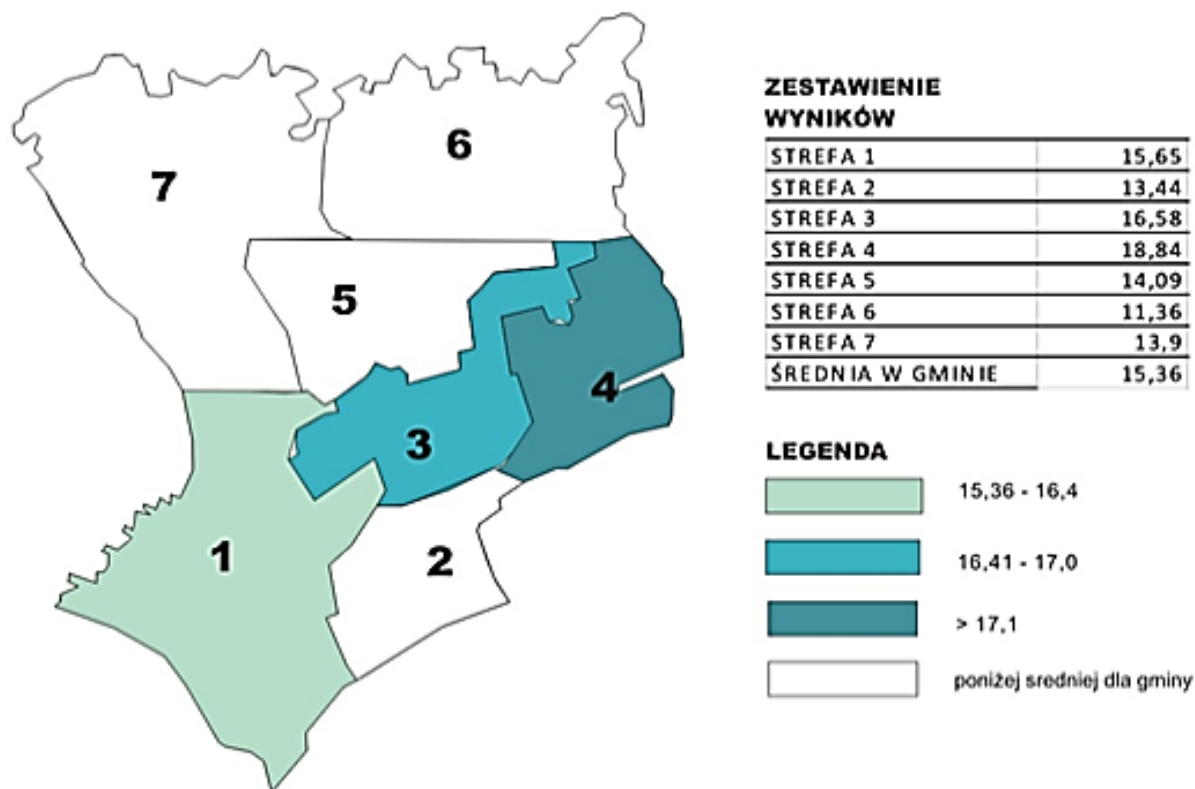 7
6
5
4
3
1
2
ZESTAWIENIE
WYNIKÓW
STREFA 1 15,65
STREFA 2 13,44
STREFA 3 16,58
STREFA 4 18,84
STREFA 5 14,09
STREFA 6 11,36
STREFA 7 13,9
ŚREDNIA W GMINIE 15,36
LEGENDA
15,36 - 16,4
16,41 - 17,0
> 17,1
poniżej sredniej dla gminy